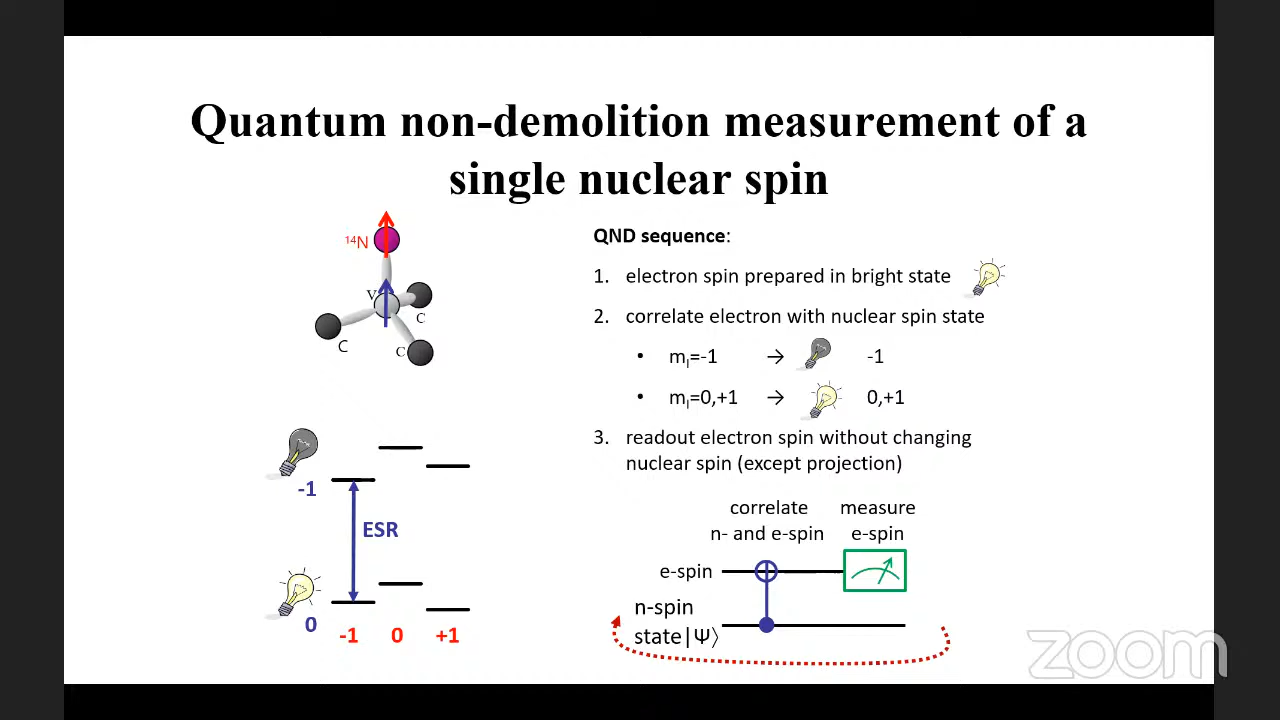 Quantum non-demolition measurement of a
single nuclear spin
¹⁴N
V
C
C
C
-1
ESR
0
-1 0 +1
QND sequence:
1. electron spin prepared in bright state
2. correlate electron with nuclear spin state
• mI=-1 → -1
• mI=0,+1 → 0,+1
3. readout electron spin without changing
nuclear spin (except projection)
correlate measure
n- and e-spin e-spin
e-spin
n-spin
state|Ψ⟩
zoom